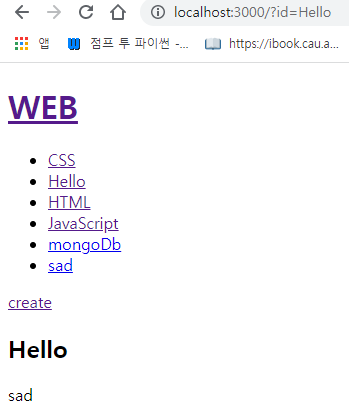 localhost:3000/?id=Hello
앱 점프 투 파이썬 -... https://ibook.cau.a...
WEB
CSS
Hello
HTML
JavaScript
mongoDb
sad
create
Hello
sad